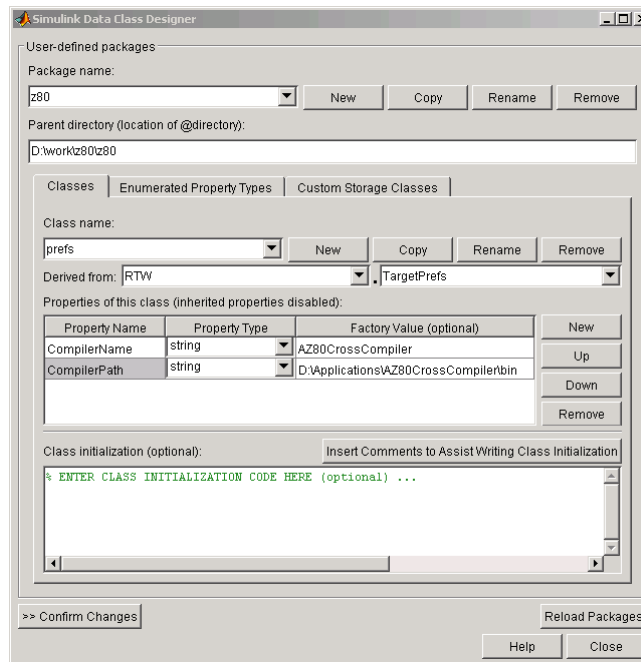 Simulink Data Class Designer
User-defined packages
Package name:
z80 New Copy Rename Remove
Parent directory (location of @directory):
D:\work\z80\z80
Classes Enumerated Property Types Custom Storage Classes
Class name:
prefs New Copy Rename Remove
Derived from: RTW . TargetPrefs
Properties of this class (inherited properties disabled):
Property Name Property Type Factory Value (optional) New
CompilerName string AZ80CrossCompiler
Up
CompilerPath string D:\Applications\AZ80CrossCompiler\bin
Down
Remove
Class initialization (optional): Insert Comments to Assist Writing Class Initialization
% ENTER CLASS INITIALIZATION CODE HERE (optional) ...
>> Confirm Changes Reload Packages
Help Close